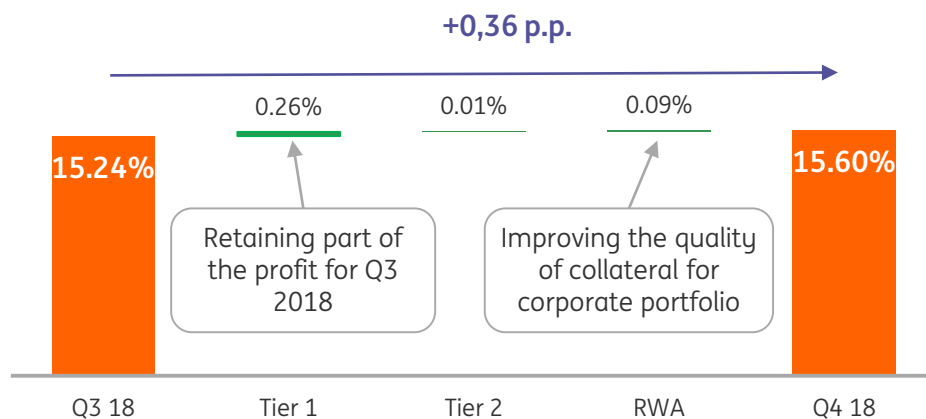 +0,36 p.p.
0.26%
0.01%
0.09%
15.24%
15.60%
Retaining part of
the profit for Q3
2018
Improving the quality
of collateral for
corporate portfolio
Q3 18
Tier 1
Tier 2
RWA
Q4 18